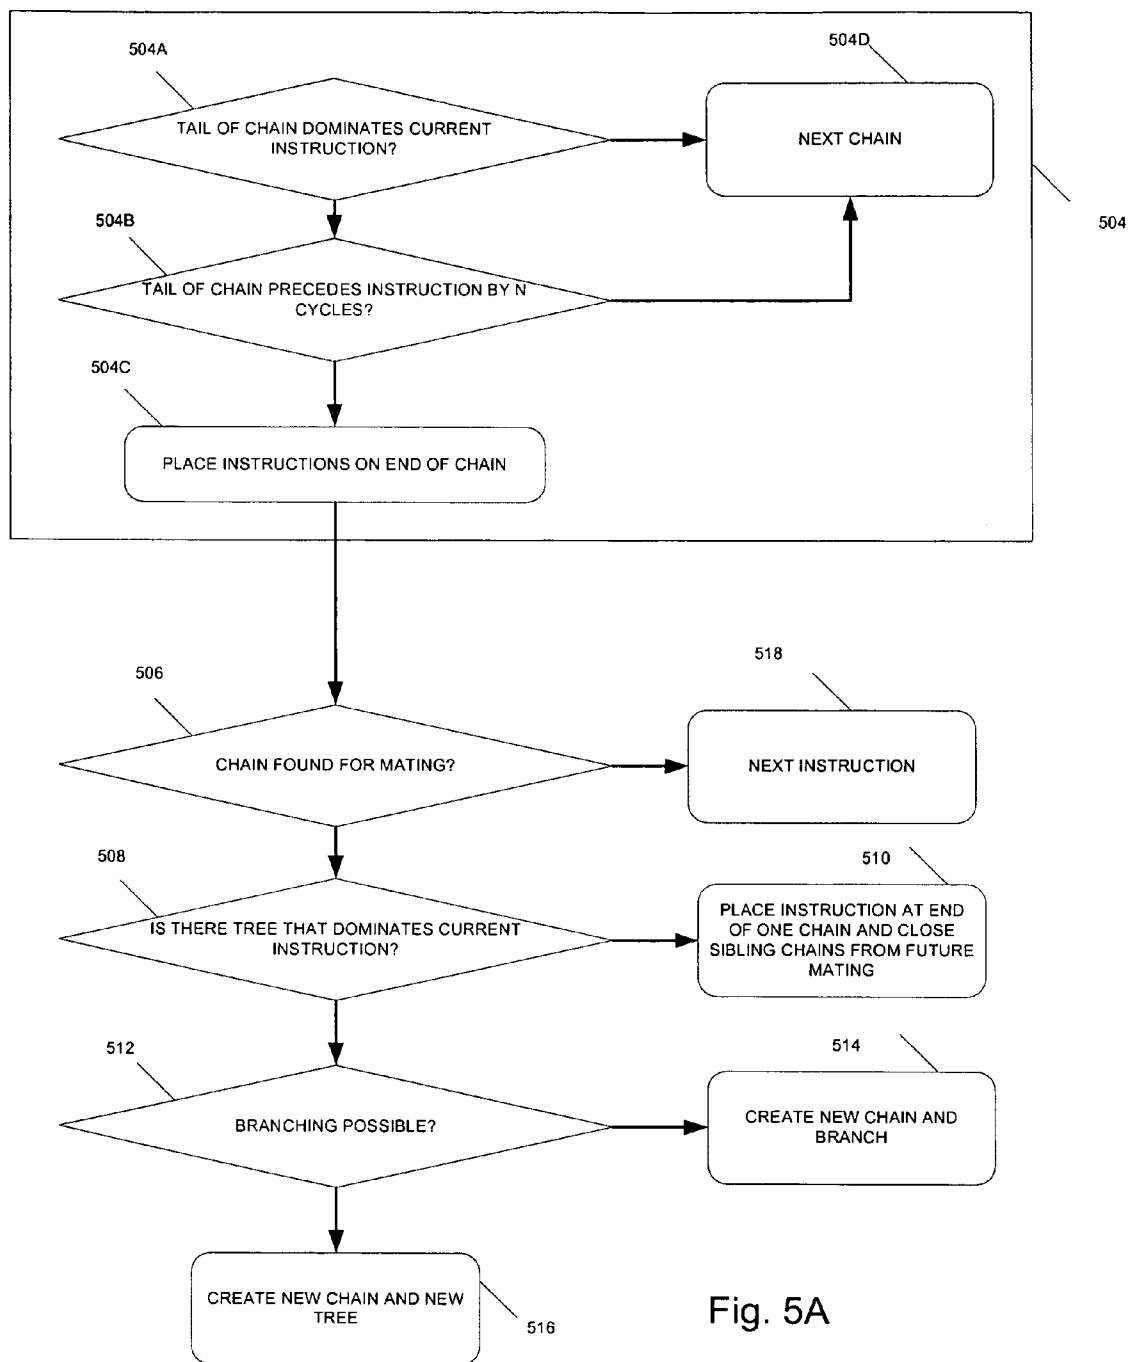 504A
504D
TAIL OF CHAIN DOMINATES CURRENT
INSTRUCTION?
NEXT CHAIN
504
504B
TAIL OF CHAIN PRECEDES INSTRUCTION BY N
CYCLES?
504C
PLACE INSTRUCTIONS ON END OF CHAIN
506
518
CHAIN FOUND FOR MATING?
NEXT INSTRUCTION
508
510
IS THERE TREE THAT DOMINATES CURRENT
INSTRUCTION?
PLACE INSTRUCTION AT END
OF ONE CHAIN AND CLOSE
SIBLING CHAINS FROM FUTURE
MATING
512
514
BRANCHING POSSIBLE?
CREATE NEW CHAIN AND
BRANCH
CREATE NEW CHAIN AND NEW
TREE
516
Fig. 5A